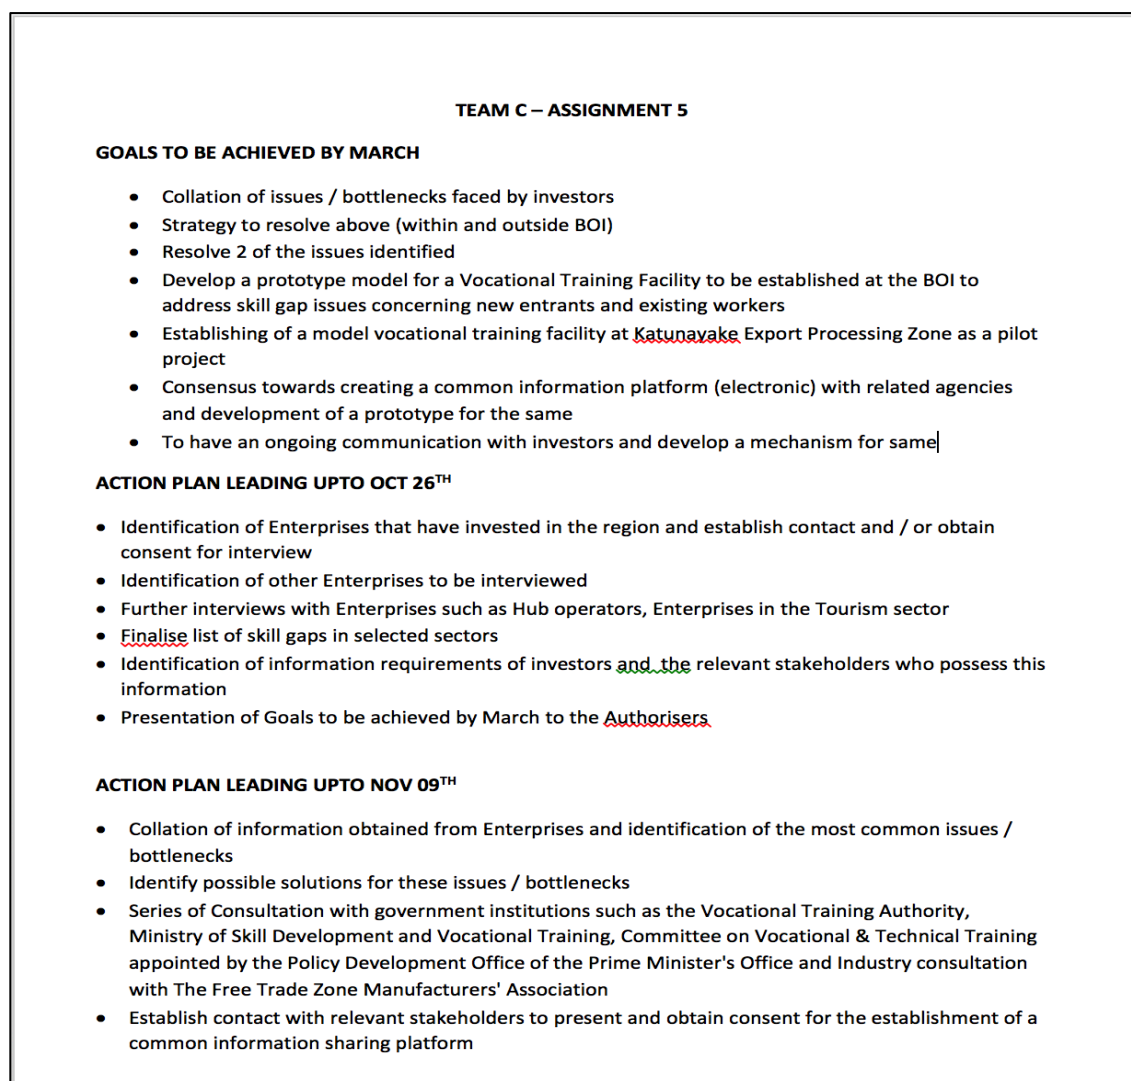 TEAM C – ASSIGNMENT 5
GOALS TO BE ACHIEVED BY MARCH
• Collation of issues / bottlenecks faced by investors
• Strategy to resolve above (within and outside BOI)
• Resolve 2 of the issues identified
• Develop a prototype model for a Vocational Training Facility to be established at the BOI to
address skill gap issues concerning new entrants and existing workers
• Establishing of a model vocational training facility at Katunayake Export Processing Zone as a pilot
project
• Consensus towards creating a common information platform (electronic) with related agencies
and development of a prototype for the same
• To have an ongoing communication with investors and develop a mechanism for same
ACTION PLAN LEADING UPTO OCT 26TH
• Identification of Enterprises that have invested in the region and establish contact and / or obtain
consent for interview
• Identification of other Enterprises to be interviewed
• Further interviews with Enterprises such as Hub operators, Enterprises in the Tourism sector
• Finalise list of skill gaps in selected sectors
• Identification of information requirements of investors and  the relevant stakeholders who possess this
information
• Presentation of Goals to be achieved by March to the Authorisers
ACTION PLAN LEADING UPTO NOV 09TH
• Collation of information obtained from Enterprises and identification of the most common issues /
bottlenecks
• Identify possible solutions for these issues / bottlenecks
• Series of Consultation with government institutions such as the Vocational Training Authority,
Ministry of Skill Development and Vocational Training, Committee on Vocational & Technical Training
appointed by the Policy Development Office of the Prime Minister's Office and Industry consultation
with The Free Trade Zone Manufacturers' Association
• Establish contact with relevant stakeholders to present and obtain consent for the establishment of a
common information sharing platform